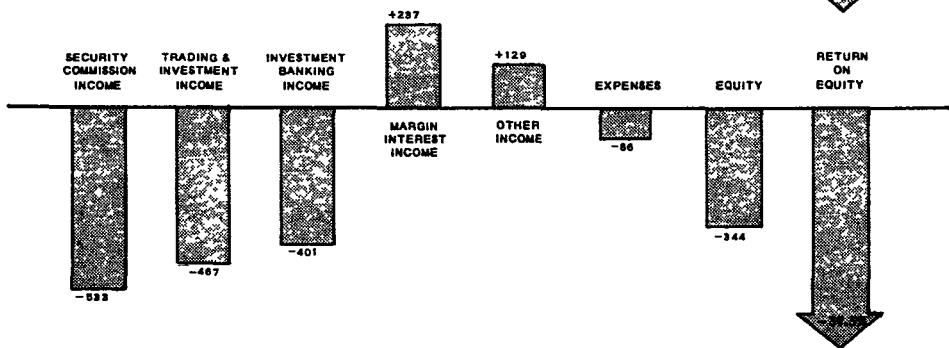 +237
SECURITY
COMMISSION
INCOME
TRADING &
INVESTMENT
INCOME
INVESTMENT
BANKING
INCOME
+129
RETURN
ON
EQUITY
EXPENSES
EQUITY
MARGIN
INTEREST
INCOME
OTHER
INCOME
-86
-344
-401
-467
-533